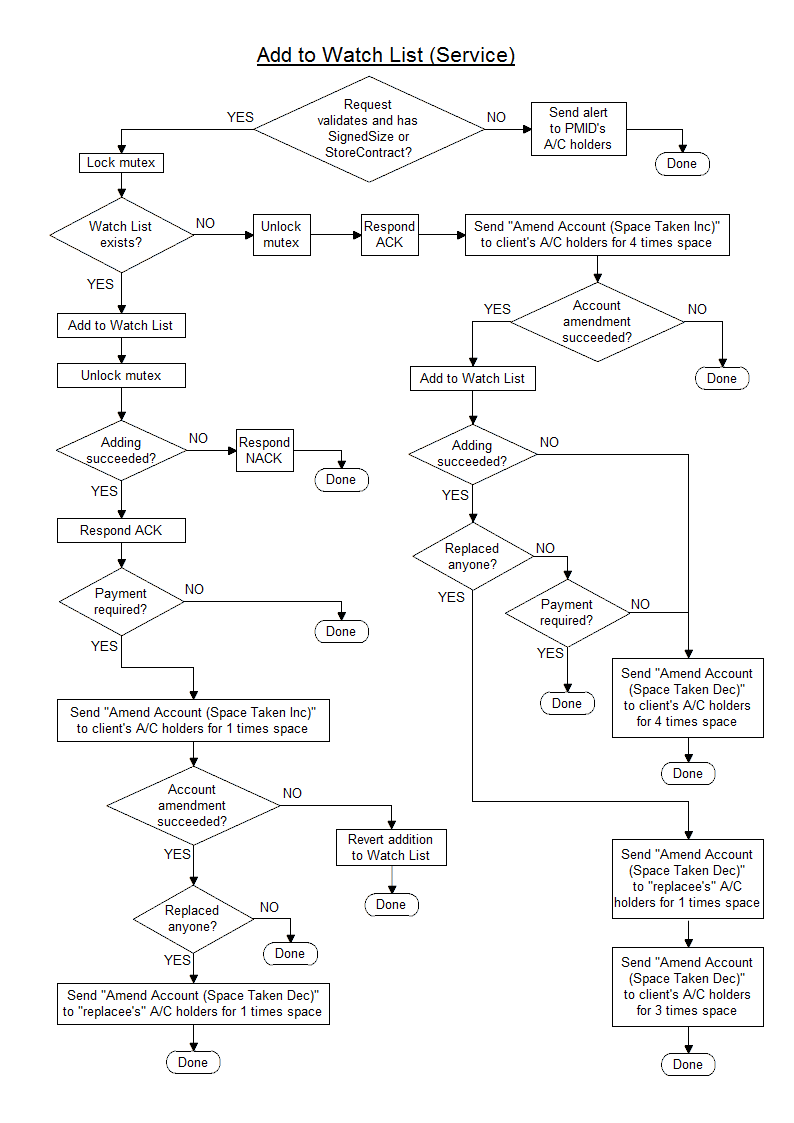 Add to Watch List (Service)
Request
validates and has
SignedSize or
StoreContract?
YES
NO
Send alert
to PMID's
A/C holders
Done
Lock mutex
Watch List
exists?
NO
Unlock
mutex
Respond
ACK
Send "Amend Account (Space Taken Inc)"
to client's A/C holders for 4 times space
YES
Account
amendment
succeeded?
YES
NO
Done
Add to Watch List
Unlock mutex
Adding
succeeded?
NO
Respond
NACK
Done
YES
Respond ACK
Payment
required?
NO
Done
YES
Send "Amend Account (Space Taken Inc)"
to client's A/C holders for 1 times space
Account
amendment
succeeded?
NO
Revert addition
to Watch List
Done
YES
Replaced
anyone?
NO
Done
YES
Send "Amend Account (Space Taken Dec)"
to "replacee's" A/C holders for 1 times space
Done
Add to Watch List
Adding
succeeded?
NO
YES
Replaced
anyone?
NO
YES
Payment
required?
NO
YES
Done
Send "Amend Account
(Space Taken Dec)"
to client's A/C holders
for 4 times space
Done
Send "Amend Account
(Space Taken Dec)"
to "replacee's" A/C
holders for 1 times space
Send "Amend Account
(Space Taken Dec)"
to client's A/C holders
for 3 times space
Done